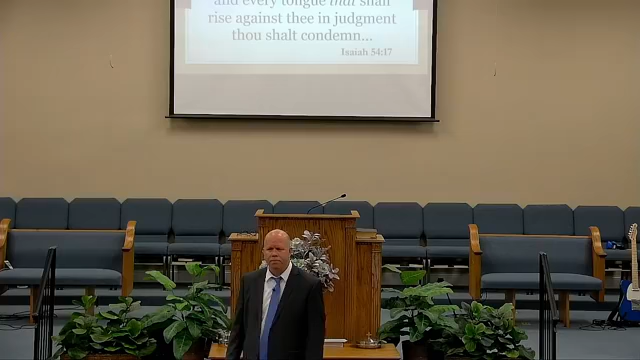 and every tongue that shall
rise against thee in judgment
thou shalt condemn...
Isaiah 54:17